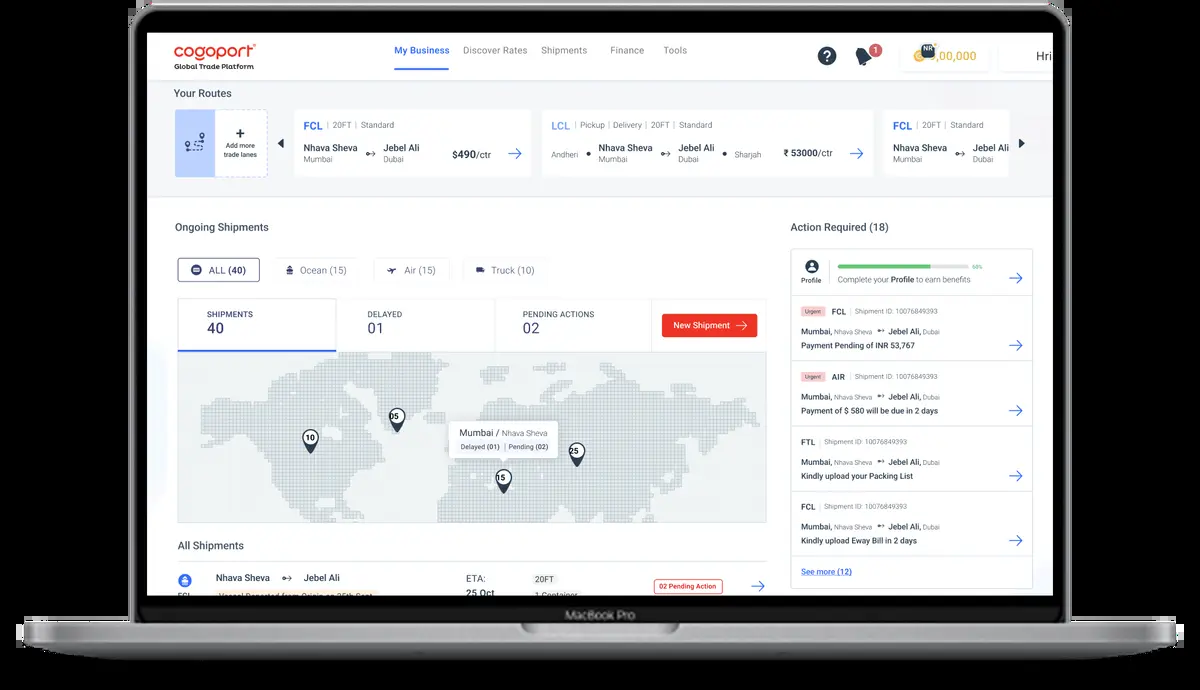 cogoport
Global Trade Platform
My Business
Discover Rates
Shipments
Finance
Tools
?
1
NR
,00,000
Hri
Your Routes
+
Add more
trade lanes
FCL | 20FT | Standard
Nhava Sheva Jebel Ali
Mumbai Dubai
$490/ctr
LCL | Pickup | Delivery | 20FT | Standard
Andheri Nhava Sheva Jebel Ali Sharjah
Mumbai Dubai
₹ 53000/ctr
FCL | 20FT | Standard
Nhava Sheva Jebel Ali
Mumbai Dubai
Ongoing Shipments
ALL (40)
Ocean (15)
Air (15)
Truck (10)
SHIPMENTS
40
DELAYED
01
PENDING ACTIONS
02
New Shipment
05
10
Mumbai / Nhava Sheva
Delayed (01) | Pending (02)
25
15
All Shipments
Nhava Sheva Jebel Ali
FCL
Vessel Departed from Origin on 25th Sept
ETA:
25 Oct
20FT
1 Container
02 Pending Action
Action Required (18)
Profile
60%
Complete your Profile to earn benefits
Urgent FCL | Shipment ID: 10076849393
Mumbai, Nhava Sheva Jebel Ali, Dubai
Payment Pending of INR 53,767
Urgent AIR | Shipment ID: 10076849393
Mumbai, Nhava Sheva Jebel Ali, Dubai
Payment of $ 580 will be due in 2 days
FTL | Shipment ID: 10076849393
Mumbai, Nhava Sheva Jebel Ali, Dubai
Kindly upload your Packing List
FCL | Shipment ID: 10076849393
Mumbai, Nhava Sheva Jebel Ali, Dubai
Kindly upload Eway Bill in 2 days
See more (12)
MacBook Pro